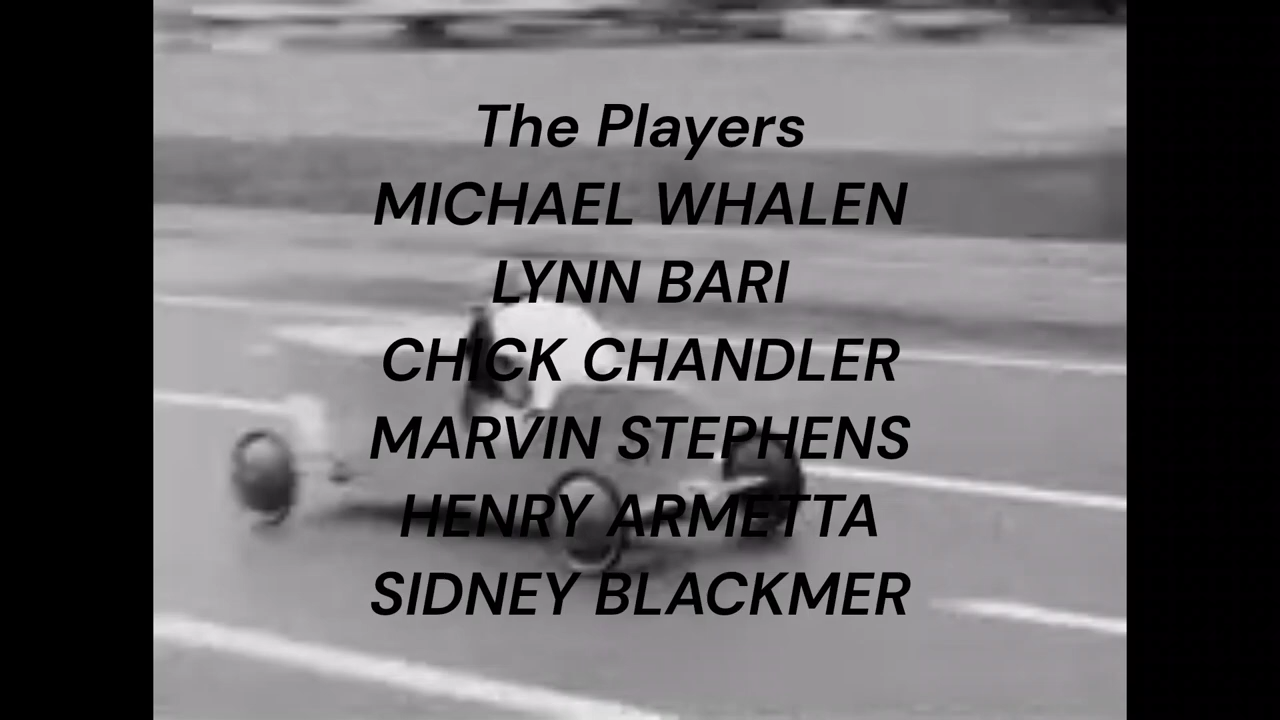 The Players
MICHAEL WHALEN
LYNN BARI
CHICK CHANDLER
MARVIN STEPHENS
HENRY ARMETTA
SIDNEY BLACKMER